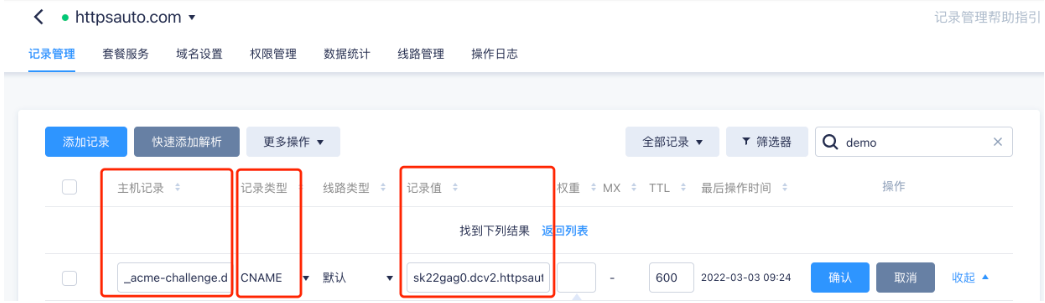 httpsauto.com
记录管理帮助指引
记录管理 套餐服务 域名设置 权限管理 数据统计 线路管理 操作日志
添加记录 快速添加解析 更多操作 全部记录 筛选器 demo
主机记录 记录类型 线路类型 记录值 权重 MX TTL 最后操作时间 操作
找到下列结果 返回列表
_acme-challenge.d CNAME 默认 sk22gag0.dcv2.httpsaut - 600 2022-03-03 09:24 确认 取消 收起